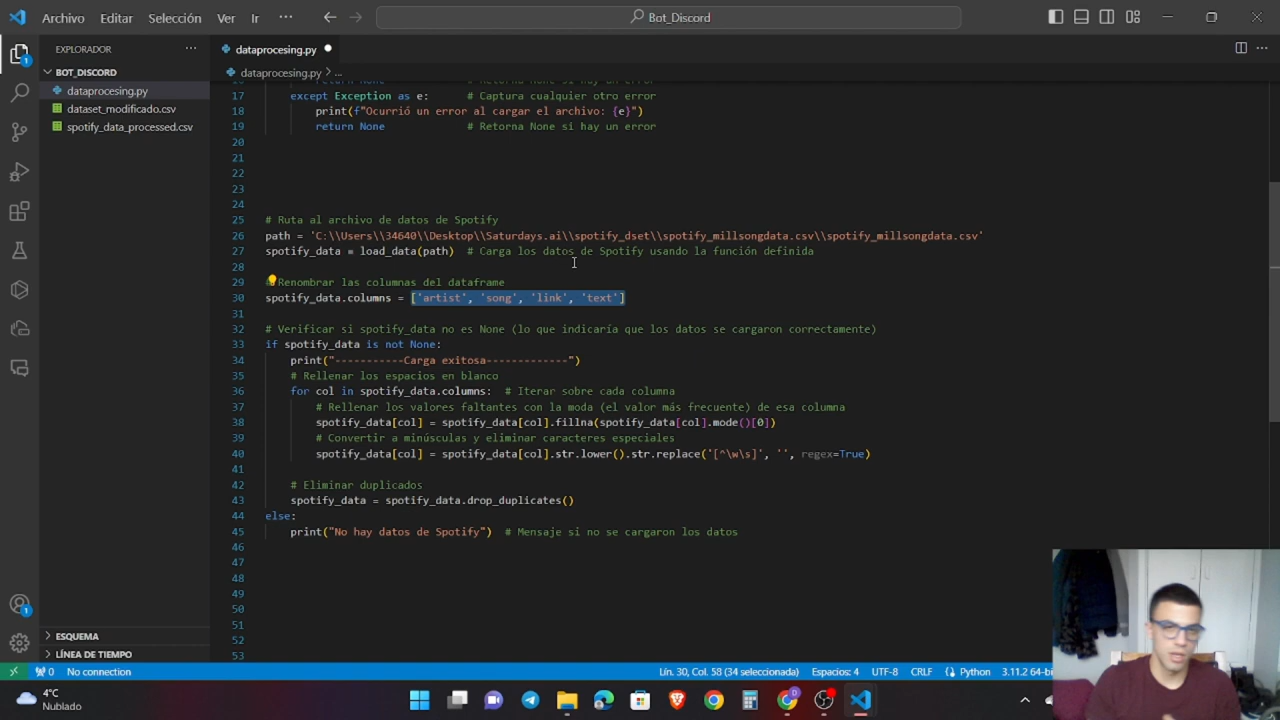 Archivo Editar Selección Ver Ir ··· Bot_Discord
EXPLORADOR ···
BOT_DISCORD
dataprocesing.py
dataset_modificado.csv
spotify_data_processed.csv
ESQUEMA
LÍNEA DE TIEMPO
dataprocesing.py
dataprocesing.py > ...
17 except Exception as e: # Captura cualquier otro error
18 print(f"Ocurrió un error al cargar el archivo: {e}")
19 return None # Retorna None si hay un error
20
21
22
23
24
25 # Ruta al archivo de datos de Spotify
26 path = 'C:\\Users\\34640\\Desktop\\Saturdays.ai\\spotify_dset\\spotify_millsongdata.csv\\spotify_millsongdata.csv'
27 spotify_data = load_data(path) # Carga los datos de Spotify usando la función definida
28
29 Renombrar las columnas del dataframe
30 spotify_data.columns = ['artist', 'song', 'link', 'text']
31
32 # Verificar si spotify_data no es None (lo que indicaría que los datos se cargaron correctamente)
33 if spotify_data is not None:
34 print("-----------Carga exitosa-------------")
35 # Rellenar los espacios en blanco
36 for col in spotify_data.columns: # Iterar sobre cada columna
37 # Rellenar los valores faltantes con la moda (el valor más frecuente) de esa columna
38 spotify_data[col] = spotify_data[col].fillna(spotify_data[col].mode()[0])
39 # Convertir a minúsculas y eliminar caracteres especiales
40 spotify_data[col] = spotify_data[col].str.lower().str.replace('[^\w\s]', '', regex=True)
41
42 # Eliminar duplicados
43 spotify_data = spotify_data.drop_duplicates()
44 else:
45 print("No hay datos de Spotify") # Mensaje si no se cargaron los datos
46
47
48
49
50
51
52
53
0 No connection Lín. 30, Col. 58 (34 seleccionada) Espacios: 4 UTF-8 CRLF Python 3.11.2 64-bi
4°C
Nublado